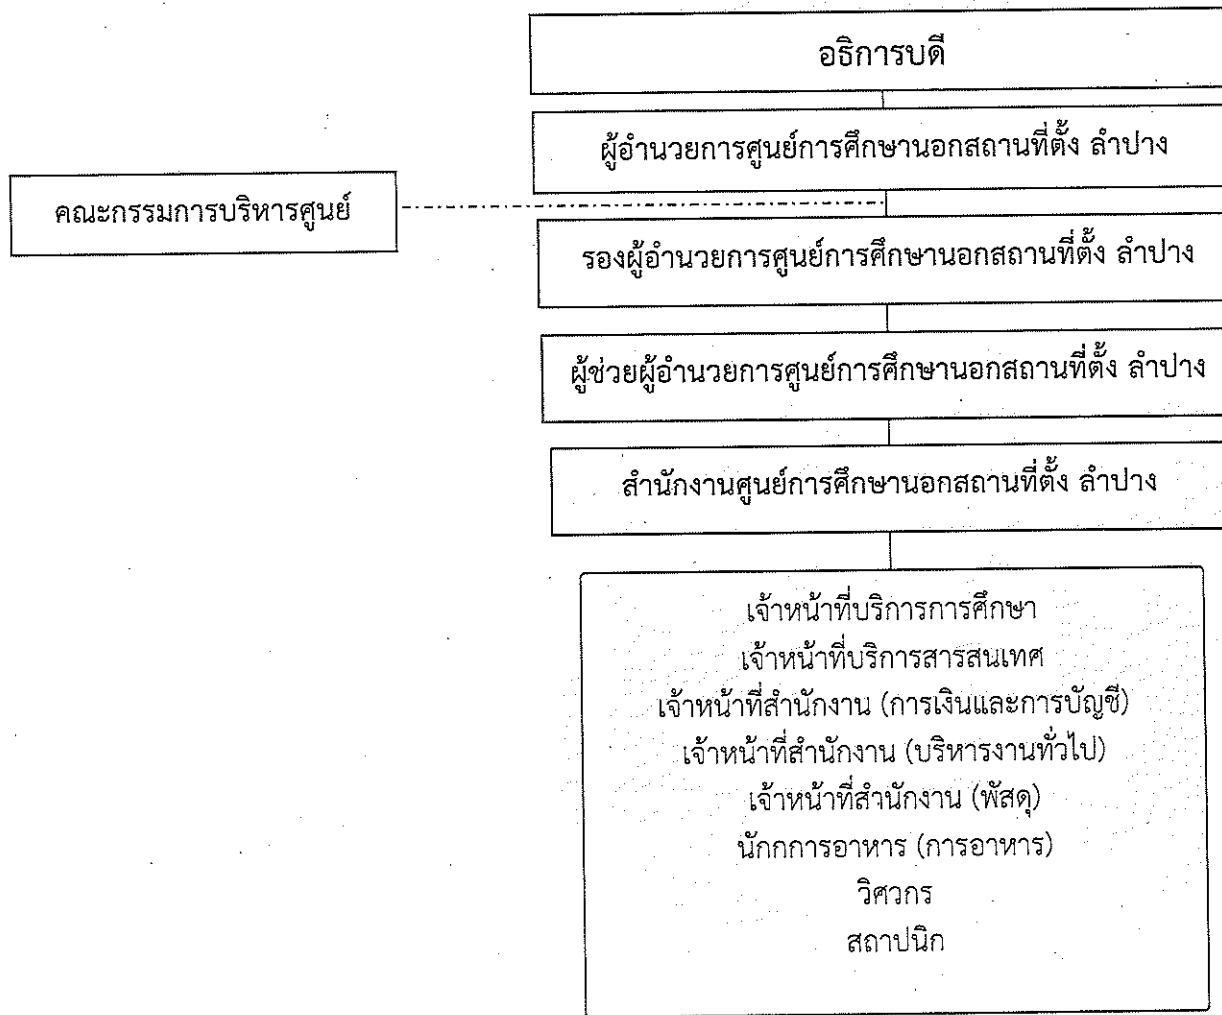 อธิการบดี
ผู้อำนวยการศูนย์การศึกษานอกสถานที่ตั้ง ลำปาง
คณะกรรมการบริหารศูนย์
รองผู้อำนวยการศูนย์การศึกษานอกสถานที่ตั้ง ลำปาง
ผู้ช่วยผู้อำนวยการศูนย์การศึกษานอกสถานที่ตั้ง ลำปาง
สำนักงานศูนย์การศึกษานอกสถานที่ตั้ง ลำปาง
เจ้าหน้าที่บริการการศึกษา
เจ้าหน้าที่บริการสารสนเทศ
เจ้าหน้าที่สำนักงาน (การเงินและการบัญชี)
เจ้าหน้าที่สำนักงาน (บริหารงานทั่วไป)
เจ้าหน้าที่สำนักงาน (พัสดุ)
นักกการอาหาร (การอาหาร)
วิศวกร
สถาปนิก